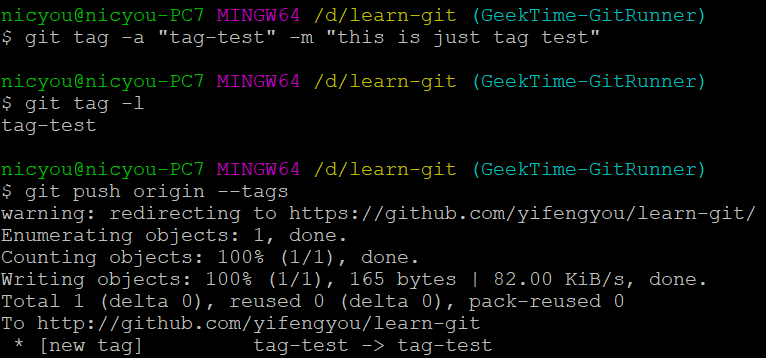 nicyou@nicyou-PC7 MINGW64 /d/learn-git (GeekTime-GitRunner)
$ git tag -a "tag-test" -m "this is just tag test"
nicyou@nicyou-PC7 MINGW64 /d/learn-git (GeekTime-GitRunner)
$ git tag -l
tag-test
nicyou@nicyou-PC7 MINGW64 /d/learn-git (GeekTime-GitRunner)
$ git push origin --tags
warning: redirecting to https://github.com/yifengyou/learn-git/
Enumerating objects: 1, done.
Counting objects: 100% (1/1), done.
Writing objects: 100% (1/1), 165 bytes | 82.00 KiB/s, done.
Total 1 (delta 0), reused 0 (delta 0), pack-reused 0
To http://github.com/yifengyou/learn-git
 * [new tag]         tag-test -> tag-test